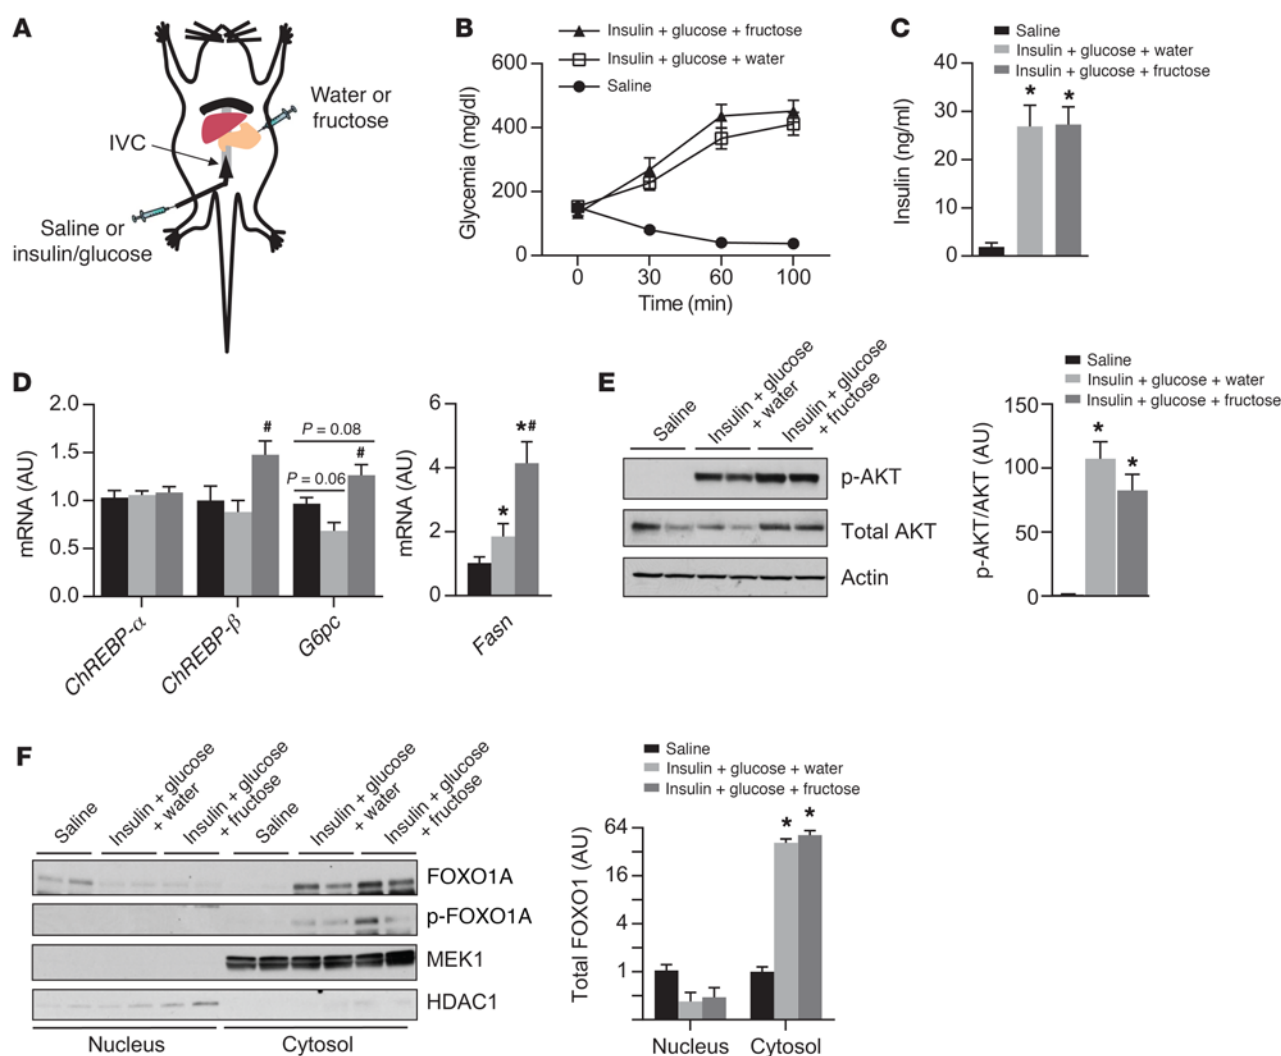 A
Water or
fructose
IVC
Saline or
insulin/glucose
B
Insulin + glucose + fructose
Insulin + glucose + water
Saline
Glycemia (mg/dl)
600
400
200
0
0 30 60 100
Time (min)
C
Saline
Insulin + glucose + water
Insulin + glucose + fructose
Insulin (ng/ml)
40
30
20
10
0
* *
D
mRNA (AU)
2.0
1.5
1.0
0.5
0.0
#
P = 0.08
P = 0.06
#
ChREBP-α
ChREBP-β
G6pc
mRNA (AU)
6
4
2
0
*
*#
Fasn
E
Saline
Insulin + glucose
+ water
Insulin + glucose
+ fructose
p-AKT
Total AKT
Actin
Saline
Insulin + glucose + water
Insulin + glucose + fructose
p-AKT/AKT (AU)
150
100
50
0
*
*
F
Saline
Insulin + glucose
+ water
Insulin + glucose
+ fructose
Saline
Insulin + glucose
+ water
Insulin + glucose
+ fructose
FOXO1A
p-FOXO1A
MEK1
HDAC1
Nucleus
Cytosol
Saline
Insulin + glucose + water
Insulin + glucose + fructose
Total FOXO1 (AU)
64
16
4
1
* *
Nucleus Cytosol